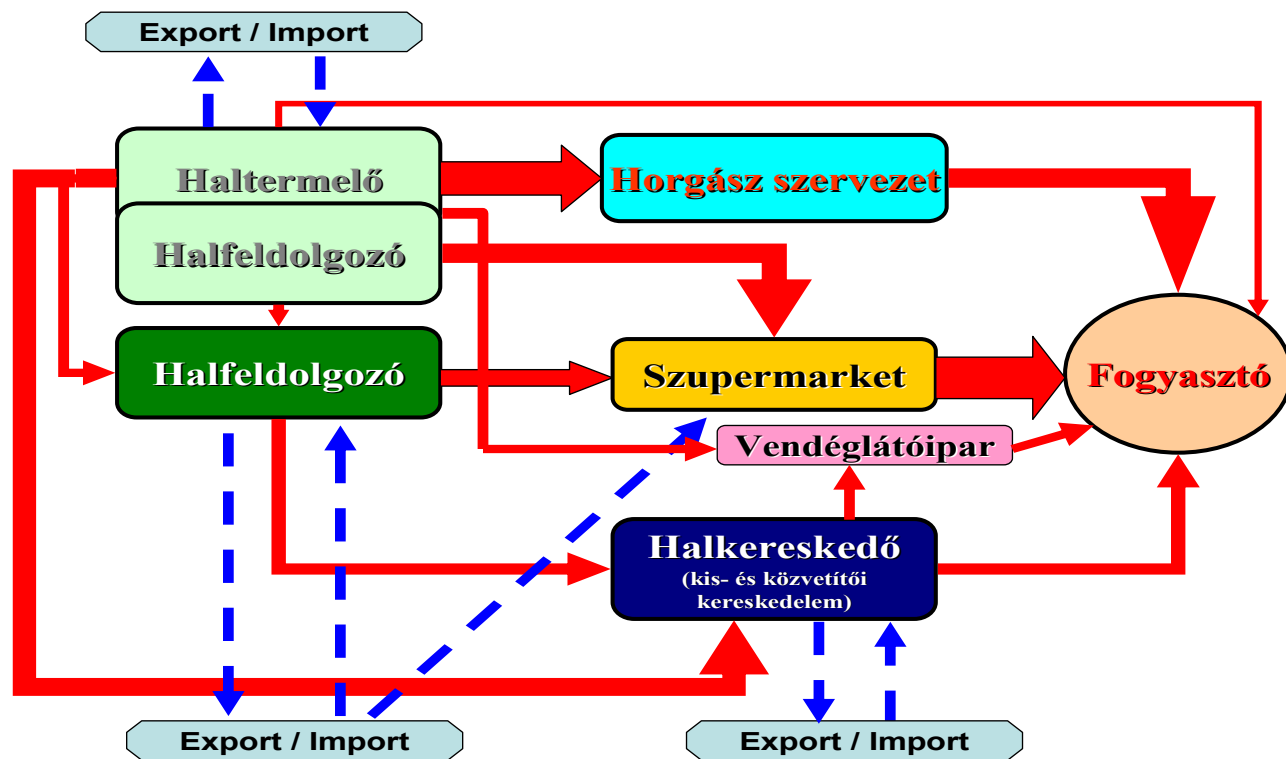 Export / Import
Haltermelő
Horgász szervezet
Halfeldolgozó
Halfeldolgozó
Szupermarket
Fogyasztó
Vendéglátóipar
Halkereskedő
(kis- és közvetítői
kereskedelem)
Export / Import
Export / Import